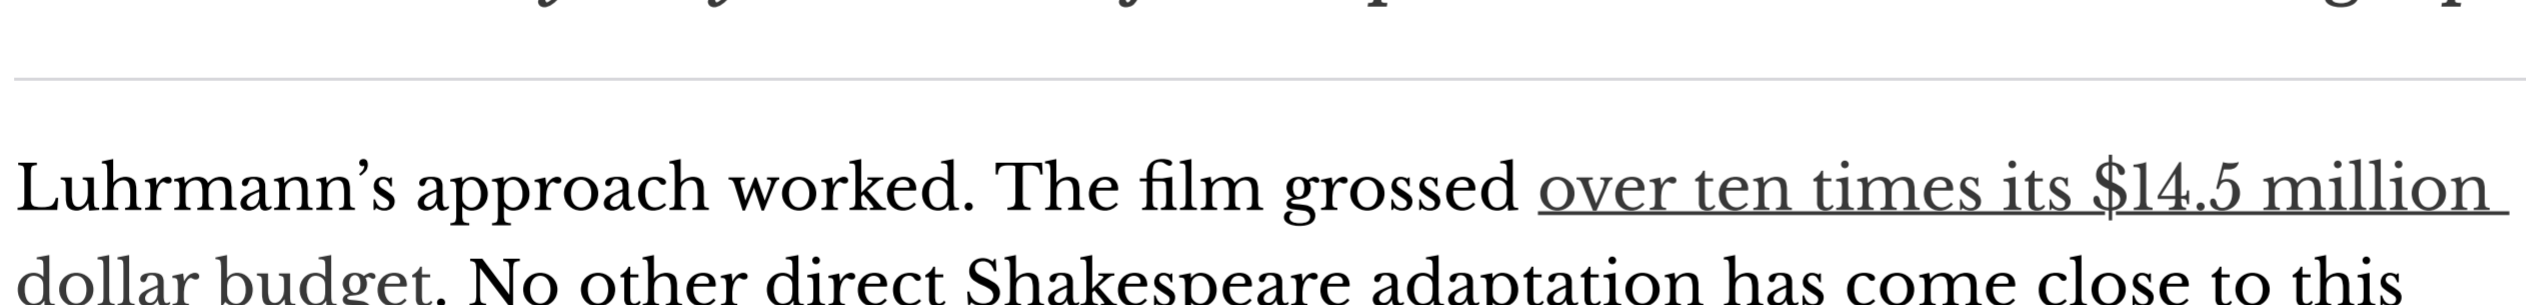 Luhrmann’s approach worked. The film grossed over ten times its $14.5 million
dollar budget. No other direct Shakespeare adaptation has come close to this